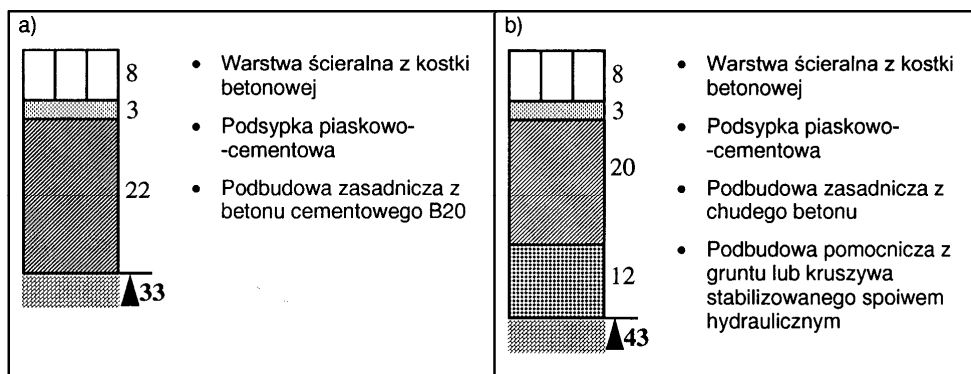 a)
8
3
22
33
• Warstwa ścieralna z kostki
betonowej
• Podsypka piaskowo-
-cementowa
• Podbudowa zasadnicza z
betonu cementowego B20
b)
8
3
20
12
43
• Warstwa ścieralna z kostki
betonowej
• Podsypka piaskowo-
-cementowa
• Podbudowa zasadnicza z
chudego betonu
• Podbudowa pomocnicza z
gruntu lub kruszywa
stabilizowanego spoiwem
hydraulicznym